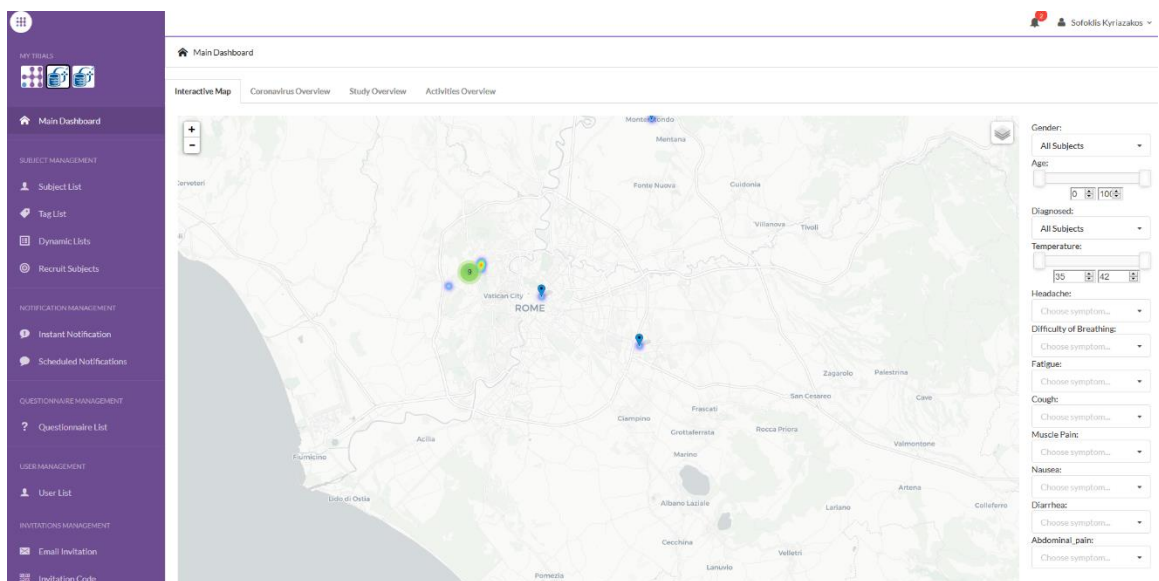 2
Sofoklis Kyriazakos
MY TRIALS
Main Dashboard
SUBJECT MANAGEMENT
Subject List
Tag List
Dynamic Lists
Recruit Subjects
NOTIFICATION MANAGEMENT
Instant Notification
Scheduled Notifications
QUESTIONNAIRE MANAGEMENT
? Questionnaire List
USER MANAGEMENT
User List
INVITATIONS MANAGEMENT
Email Invitation
Invitation Code
Main Dashboard
Interactive Map Coronavirus Overview Study Overview Activities Overview
+
-
Mentana
Cerveteri
Fonte Nuova
Guidonia
Villanova
Tivoli
9
Vatican City
ROME
Zagarolo
Palestrina
San Cesareo
Cave
Ciampino
Frascati
Grottaferrata
Rocca Priora
Acilia
Valmontone
Marino
Fiumicino
Lido di Ostia
Artena
Albano Laziale
Lariano
Colleferro
Cecchina
Velletri
Lanuvio
Pomezia
Gender:
All Subjects
Age:
0 100
Diagnosed:
All Subjects
Temperature:
35 42
Headache:
Choose symptom...
Difficulty of Breathing:
Choose symptom...
Fatigue:
Choose symptom...
Cough:
Choose symptom...
Muscle Pain:
Choose symptom...
Nausea:
Choose symptom...
Diarrhea:
Choose symptom...
Abdominal_pain:
Choose symptom...